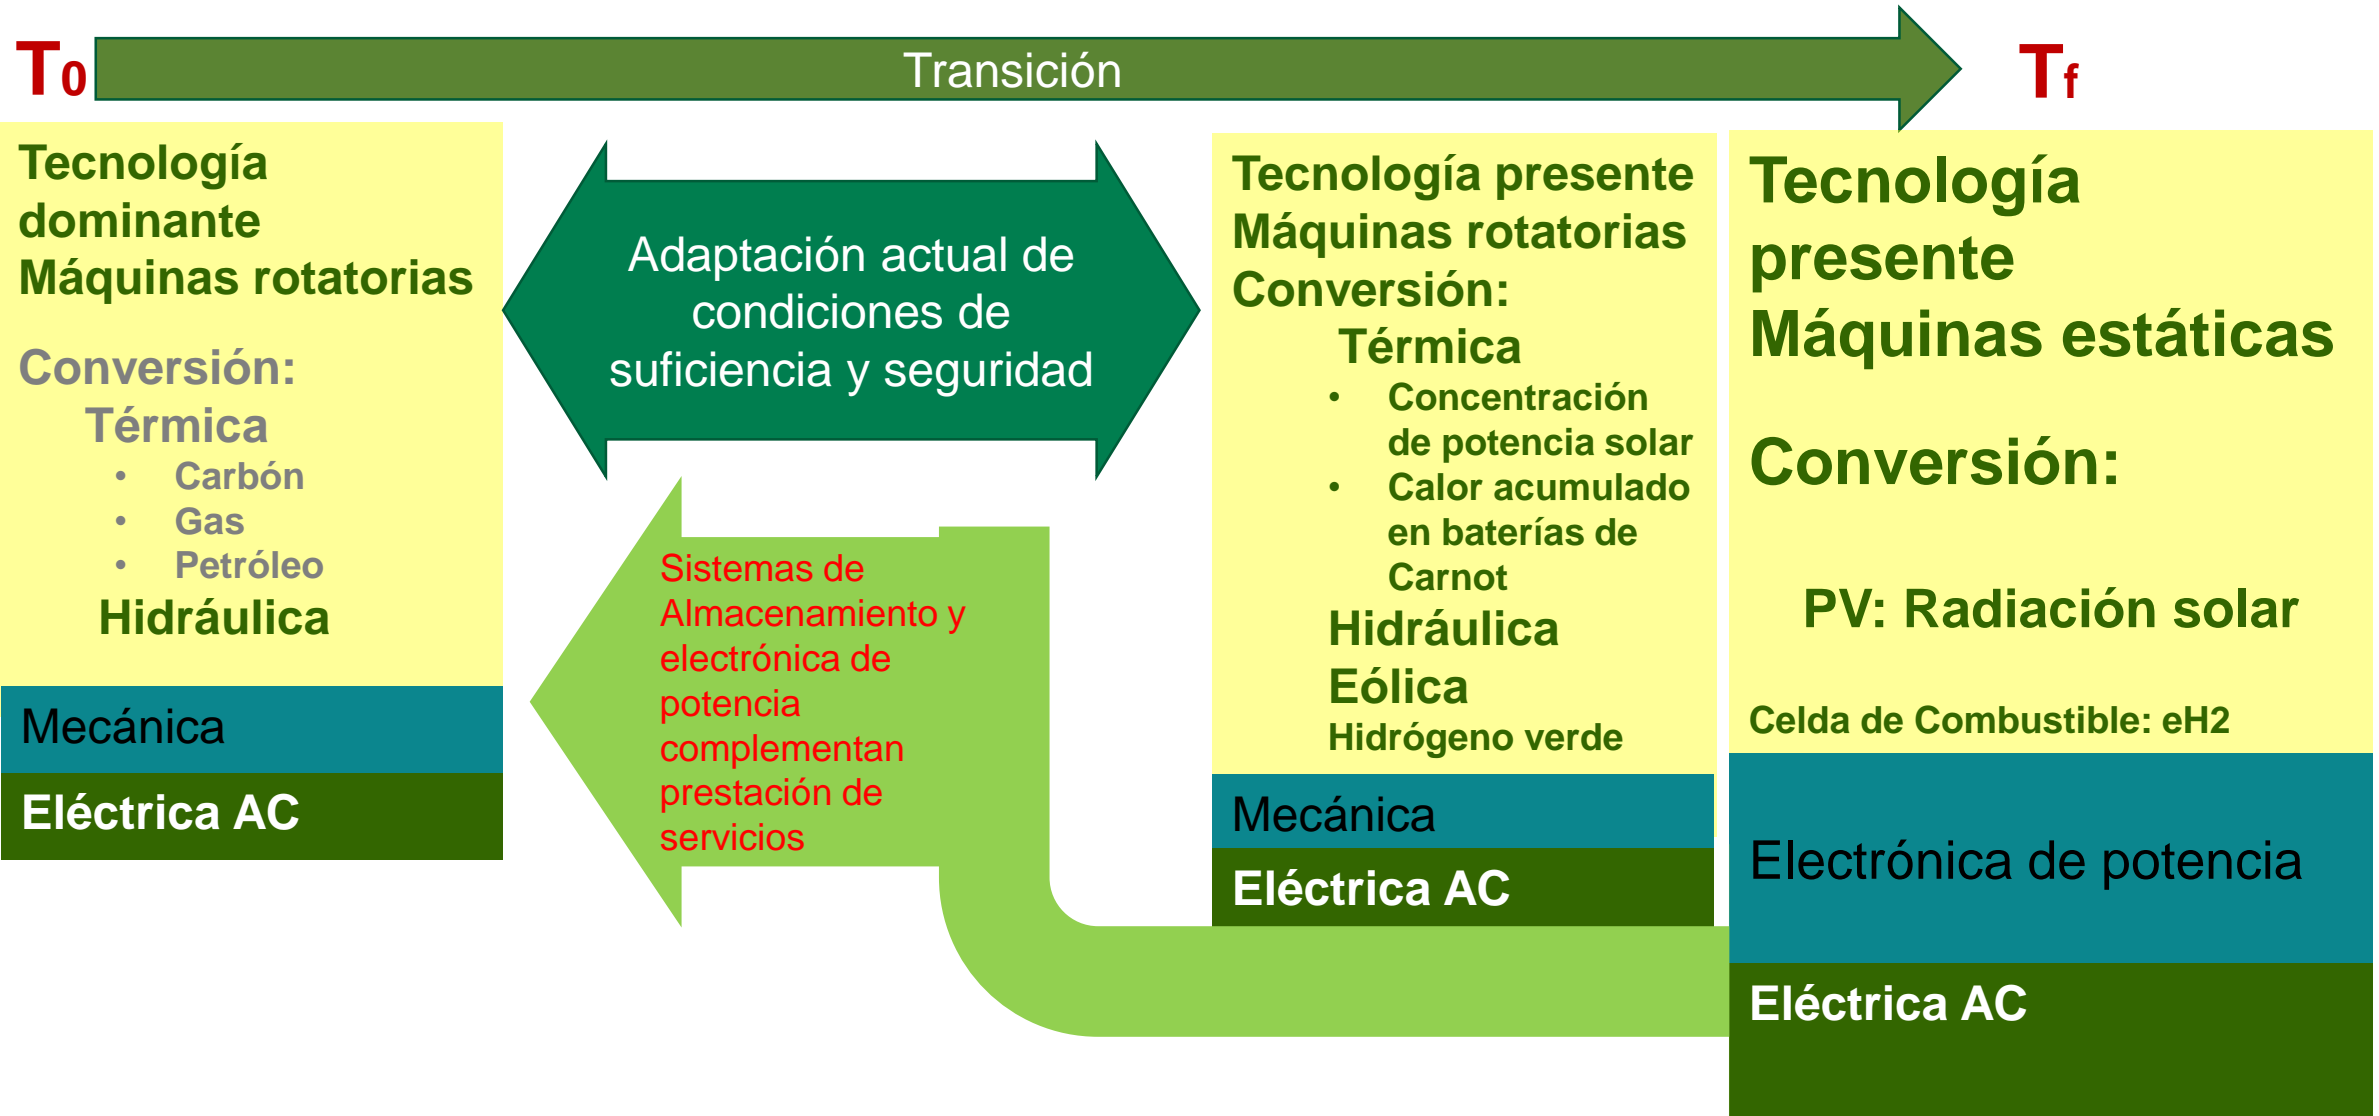 T0
Transición
Tf
Tecnología
dominante
Máquinas rotatorias
Conversión:
Térmica
• Carbón
• Gas
• Petróleo
Hidráulica
Mecánica
Eléctrica AC
Adaptación actual de
condiciones de
suficiencia y seguridad
Sistemas de
Almacenamiento y
electrónica de
potencia
complementan
prestación de
servicios
Tecnología presente
Máquinas rotatorias
Conversión:
Térmica
• Concentración
de potencia solar
• Calor acumulado
en baterías de
Carnot
Hidráulica
Eólica
Hidrógeno verde
Mecánica
Eléctrica AC
Tecnología
presente
Máquinas estáticas
Conversión:
PV: Radiación solar
Celda de Combustible: eH2
Electrónica de potencia
Eléctrica AC